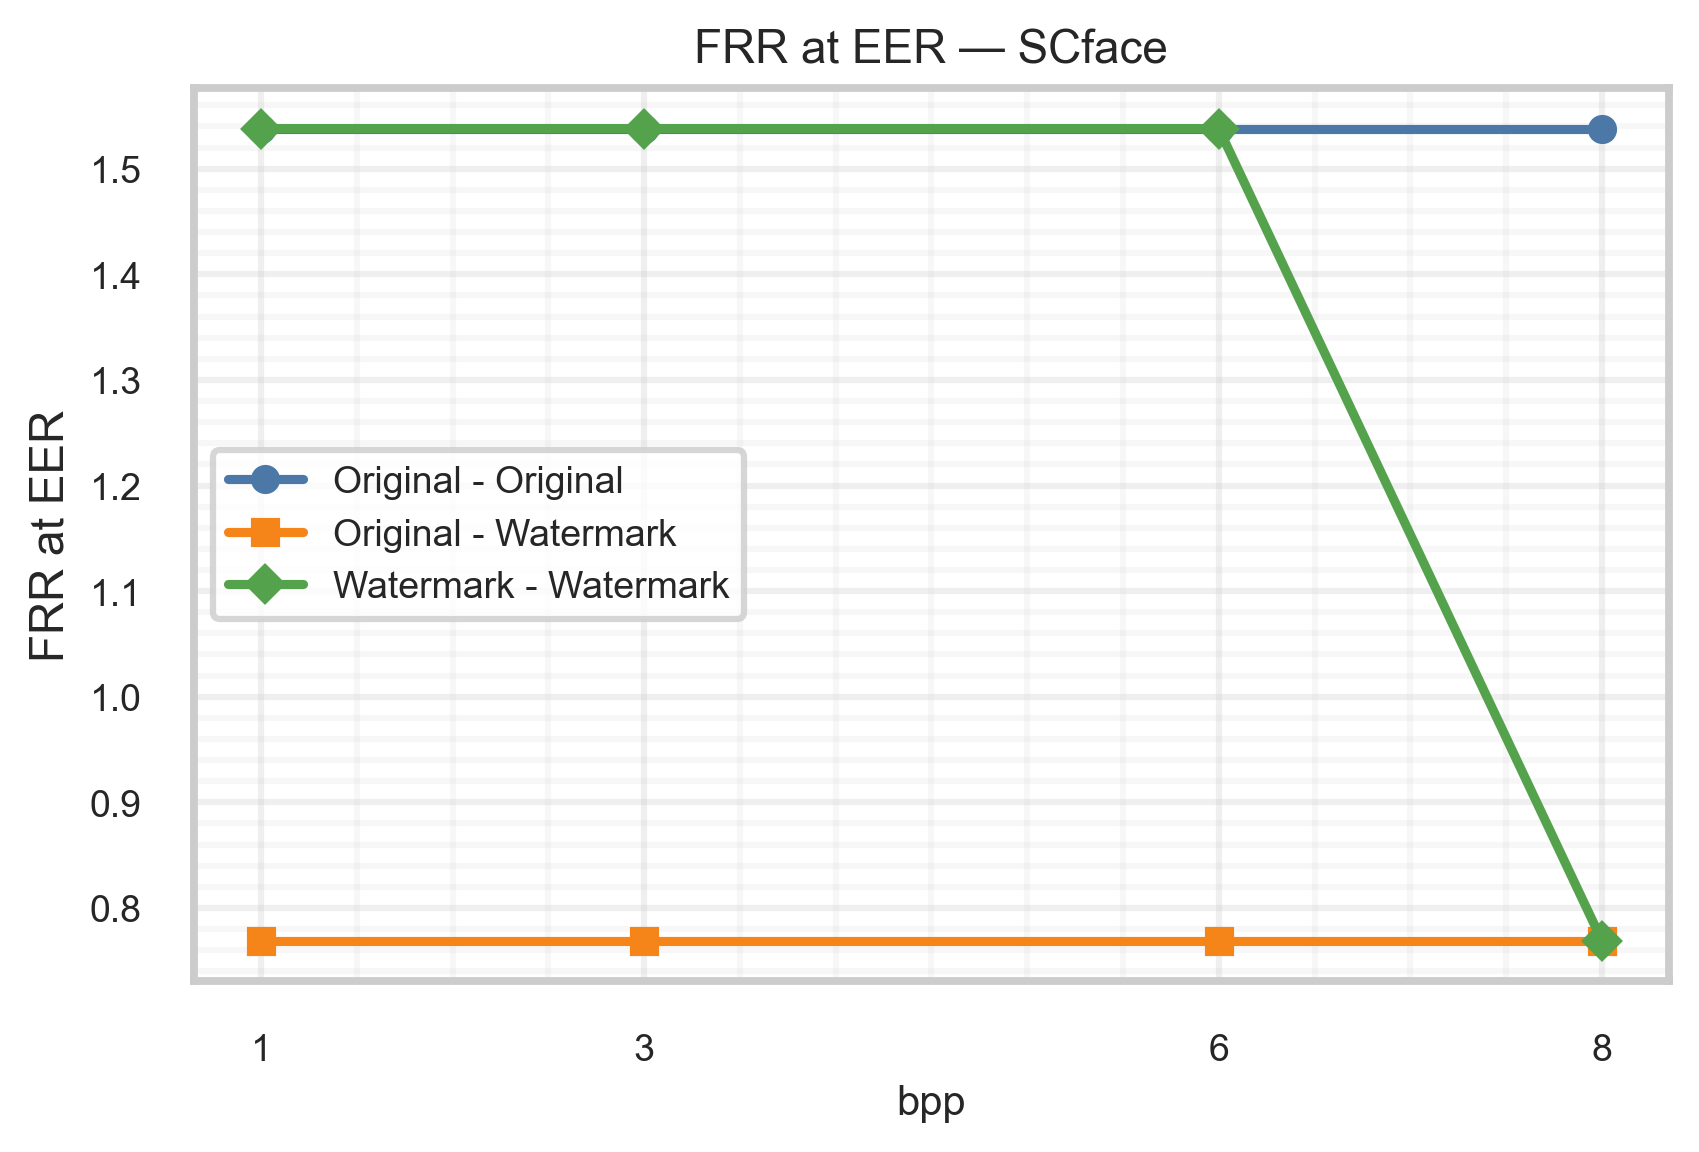 FRR at EER — SCface
FRR at EER
1.5
1.4
1.3
1.2
1.1
1.0
0.9
0.8
Original - Original
Original - Watermark
Watermark - Watermark
1 3 6 8
bpp